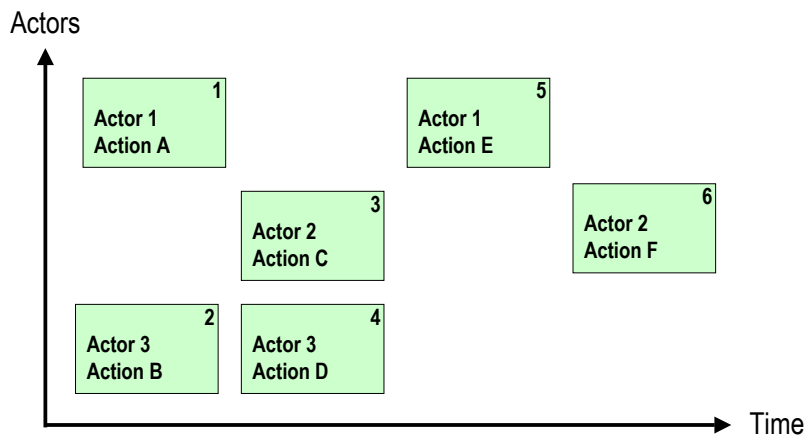 Actors
1
Actor 1
Action A
5
Actor 1
Action E
3
Actor 2
Action C
6
Actor 2
Action F
2
Actor 3
Action B
4
Actor 3
Action D
Time